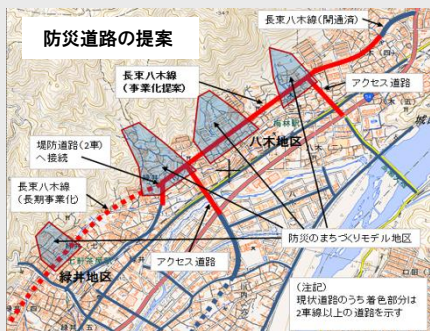 防災道路の提案
長束八木線(開通済)
長束八木線
(事業化提案)
アクセス道路
八木地区
堤防道路(2車)
へ接続
長束八木線
(長期事業化)
緑井地区
アクセス道路
防災のまちづくりモデル地区
(注記)
現状道路のうち着色部分は
2車線以上の道路を示す